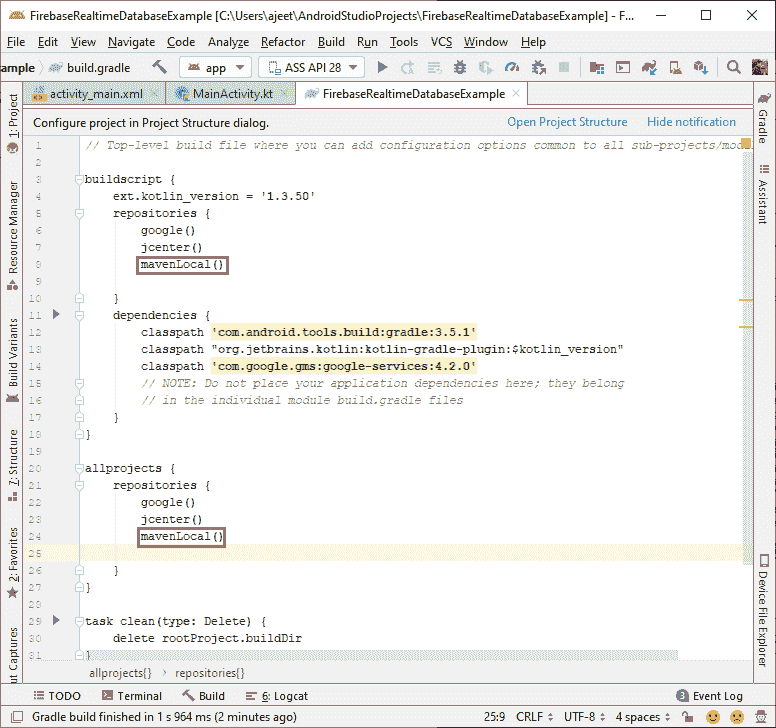 FirebaseRealtimeDatabaseExample [C:\Users\ajeet\AndroidStudioProjects\FirebaseRealtimeDatabaseExample] - F...
File Edit View Navigate Code Analyze Refactor Build Run Tools VCS Window Help
ample build.gradle app ASS API 28
activity_main.xml MainActivity.kt FirebaseRealtimeDatabaseExample
Configure project in Project Structure dialog. Open Project Structure Hide notification
1 // Top-level build file where you can add configuration options common to all sub-projects/mod
2
3 buildscript {
4 ext.kotlin_version = '1.3.50'
5 repositories {
6 google()
7 jcenter()
8 mavenLocal()
9
10 }
11 dependencies {
12 classpath 'com.android.tools.build:gradle:3.5.1'
13 classpath "org.jetbrains.kotlin:kotlin-gradle-plugin:$kotlin_version"
14 classpath 'com.google.gms:google-services:4.2.0'
15 // NOTE: Do not place your application dependencies here; they belong
16 // in the individual module build.gradle files
17 }
18 }
19
20 allprojects {
21 repositories {
22 google()
23 jcenter()
24 mavenLocal()
25
26 }
27 }
28
29 task clean(type: Delete) {
30 delete rootProject.buildDir
31 }
allprojects{} › repositories{}
1: Project
Resource Manager
Build Variants
7: Structure
2: Favorites
ut Captures
Gradle
Assistant
Device File Explorer
TODO Terminal Build 6: Logcat 3 Event Log
Gradle build finished in 1 s 964 ms (2 minutes ago) 25:9 CRLF UTF-8 4 spaces